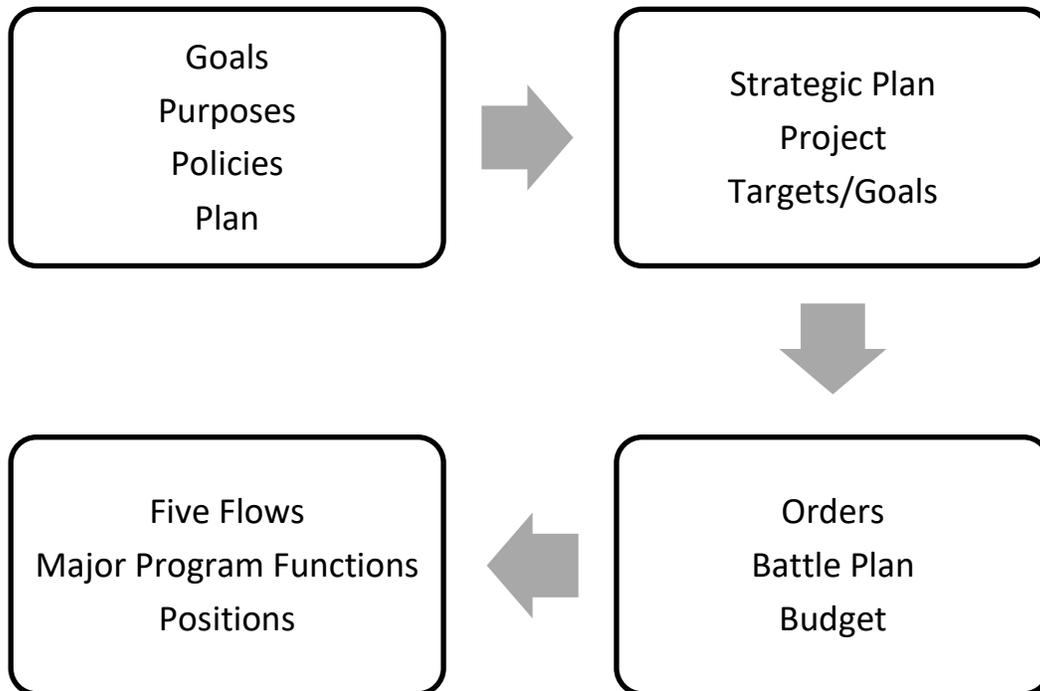 Goals
Purposes
Policies
Plan
Strategic Plan
Project
Targets/Goals
Orders
Battle Plan
Budget
Five Flows
Major Program Functions
Positions